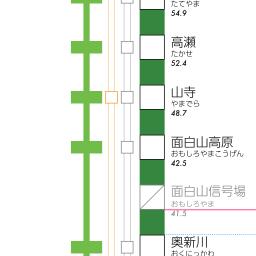 たてやま
54.9
高瀬
たかせ
52.4
山寺
やまでら
48.7
面白山高原
おもしろやまこうげん
42.5
面白山信号場
おもしろやま
41.5
奥新川
おくにっかわ